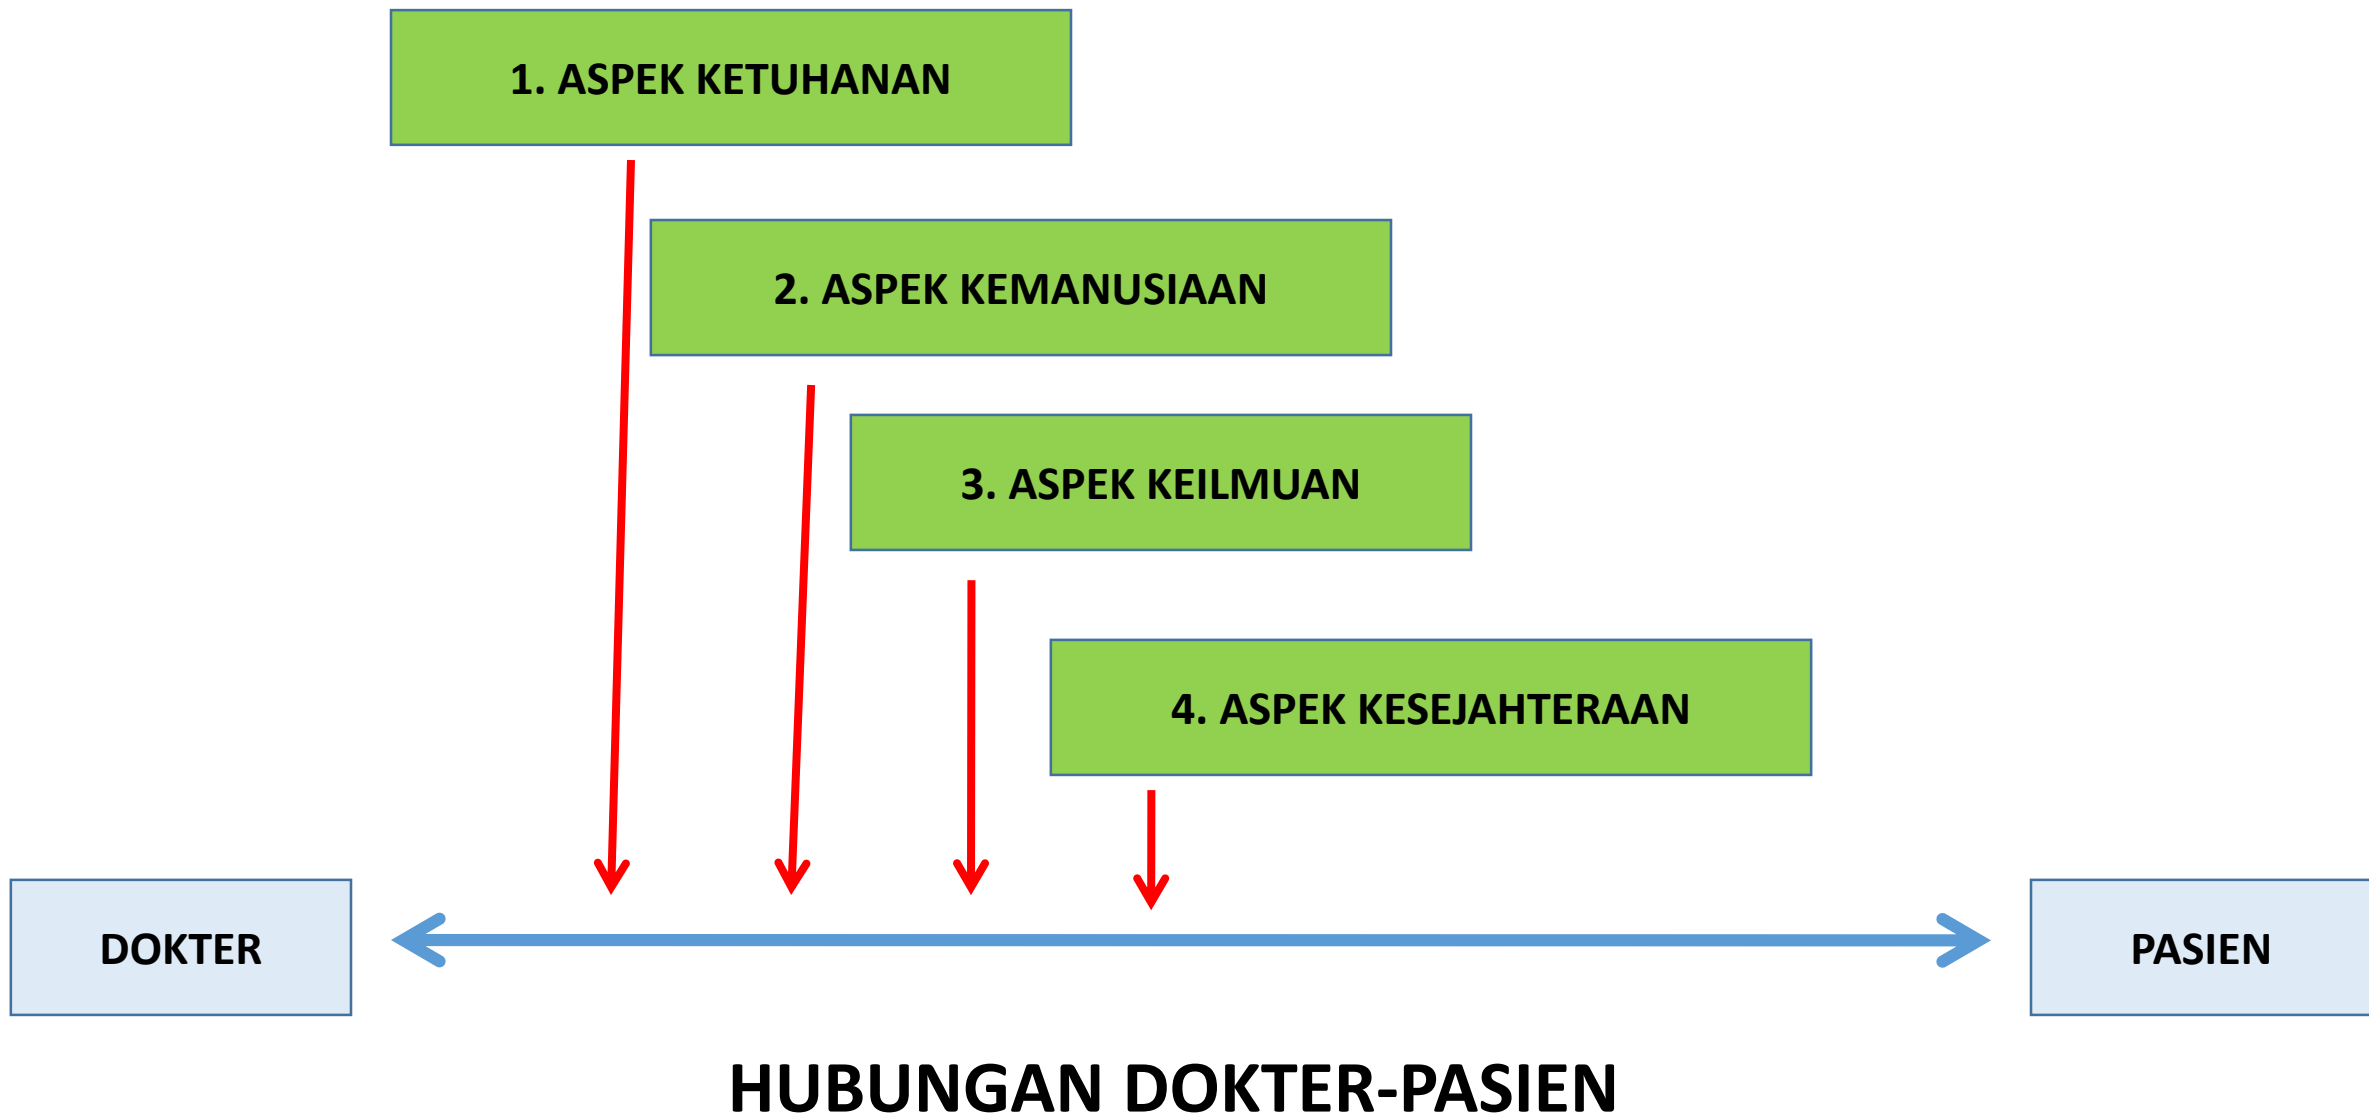 1. ASPEK KETUHANAN
2. ASPEK KEMANUSIAAN
3. ASPEK KEILMUAN
4. ASPEK KESEJAHTERAAN
DOKTER
PASIEN
HUBUNGAN DOKTER-PASIEN